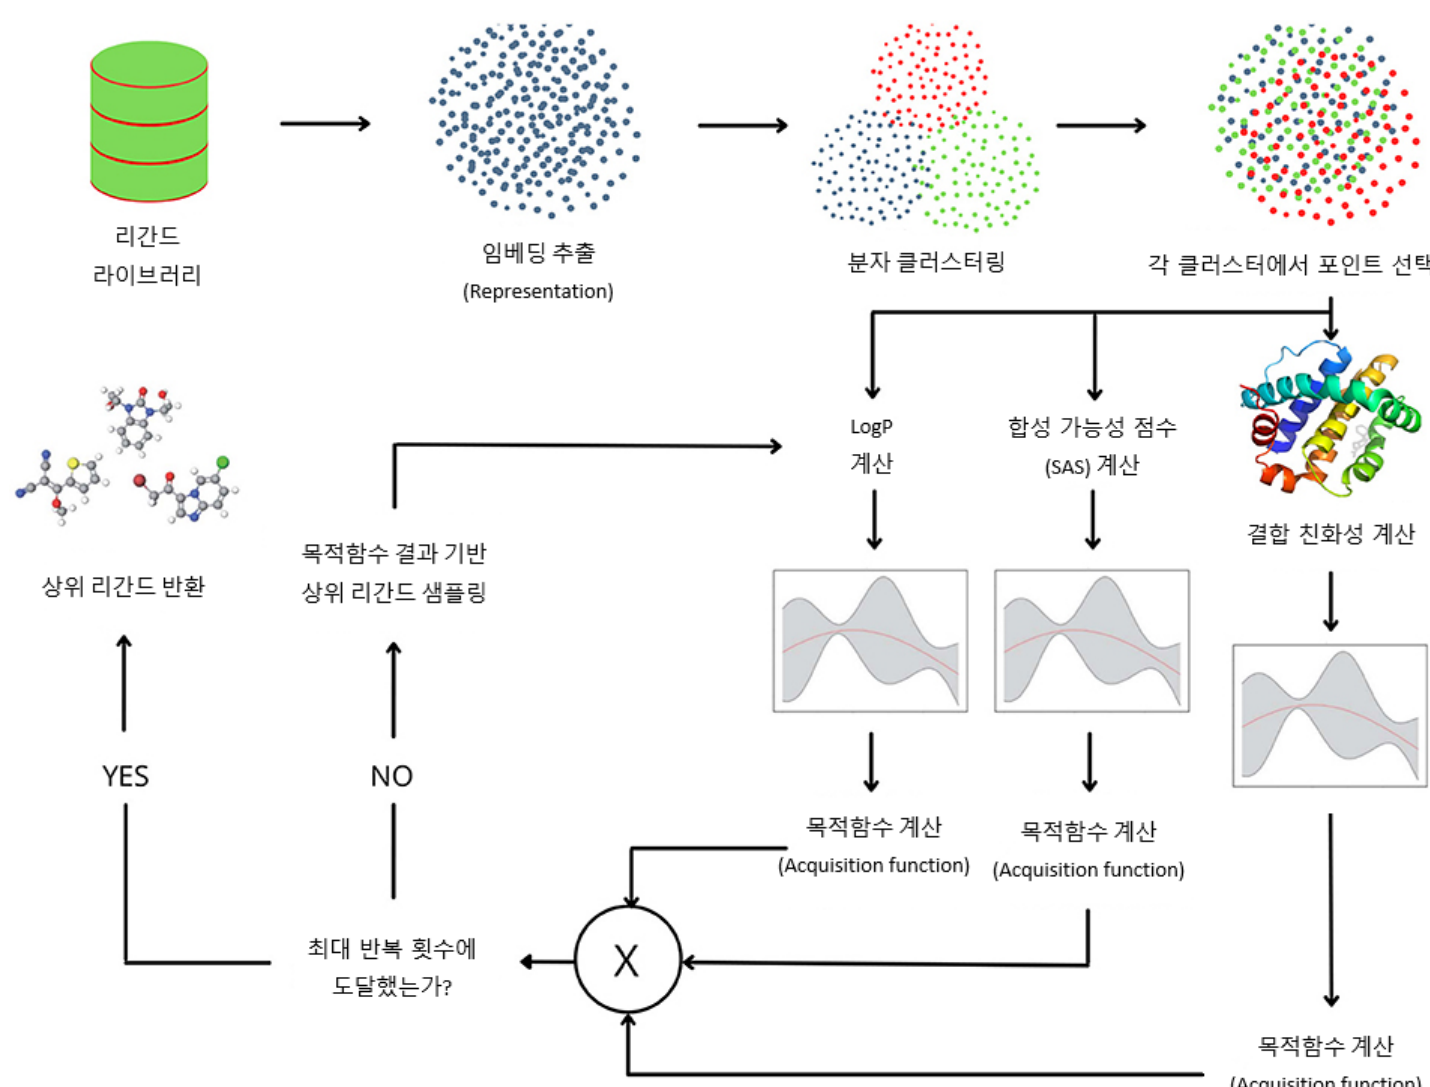 리간드
라이브러리
임베딩 추출
(Representation)
분자 클러스터링
각 클러스터에서 포인트 선택
LogP
계산
합성 가능성 점수
(SAS) 계산
결합 친화성 계산
상위 리간드 반환
목적함수 결과 기반
상위 리간드 샘플링
YES
NO
목적함수 계산
(Acquisition function)
목적함수 계산
(Acquisition function)
최대 반복 횟수에
도달했는가?
X
목적함수 계산
(Acquisition function)